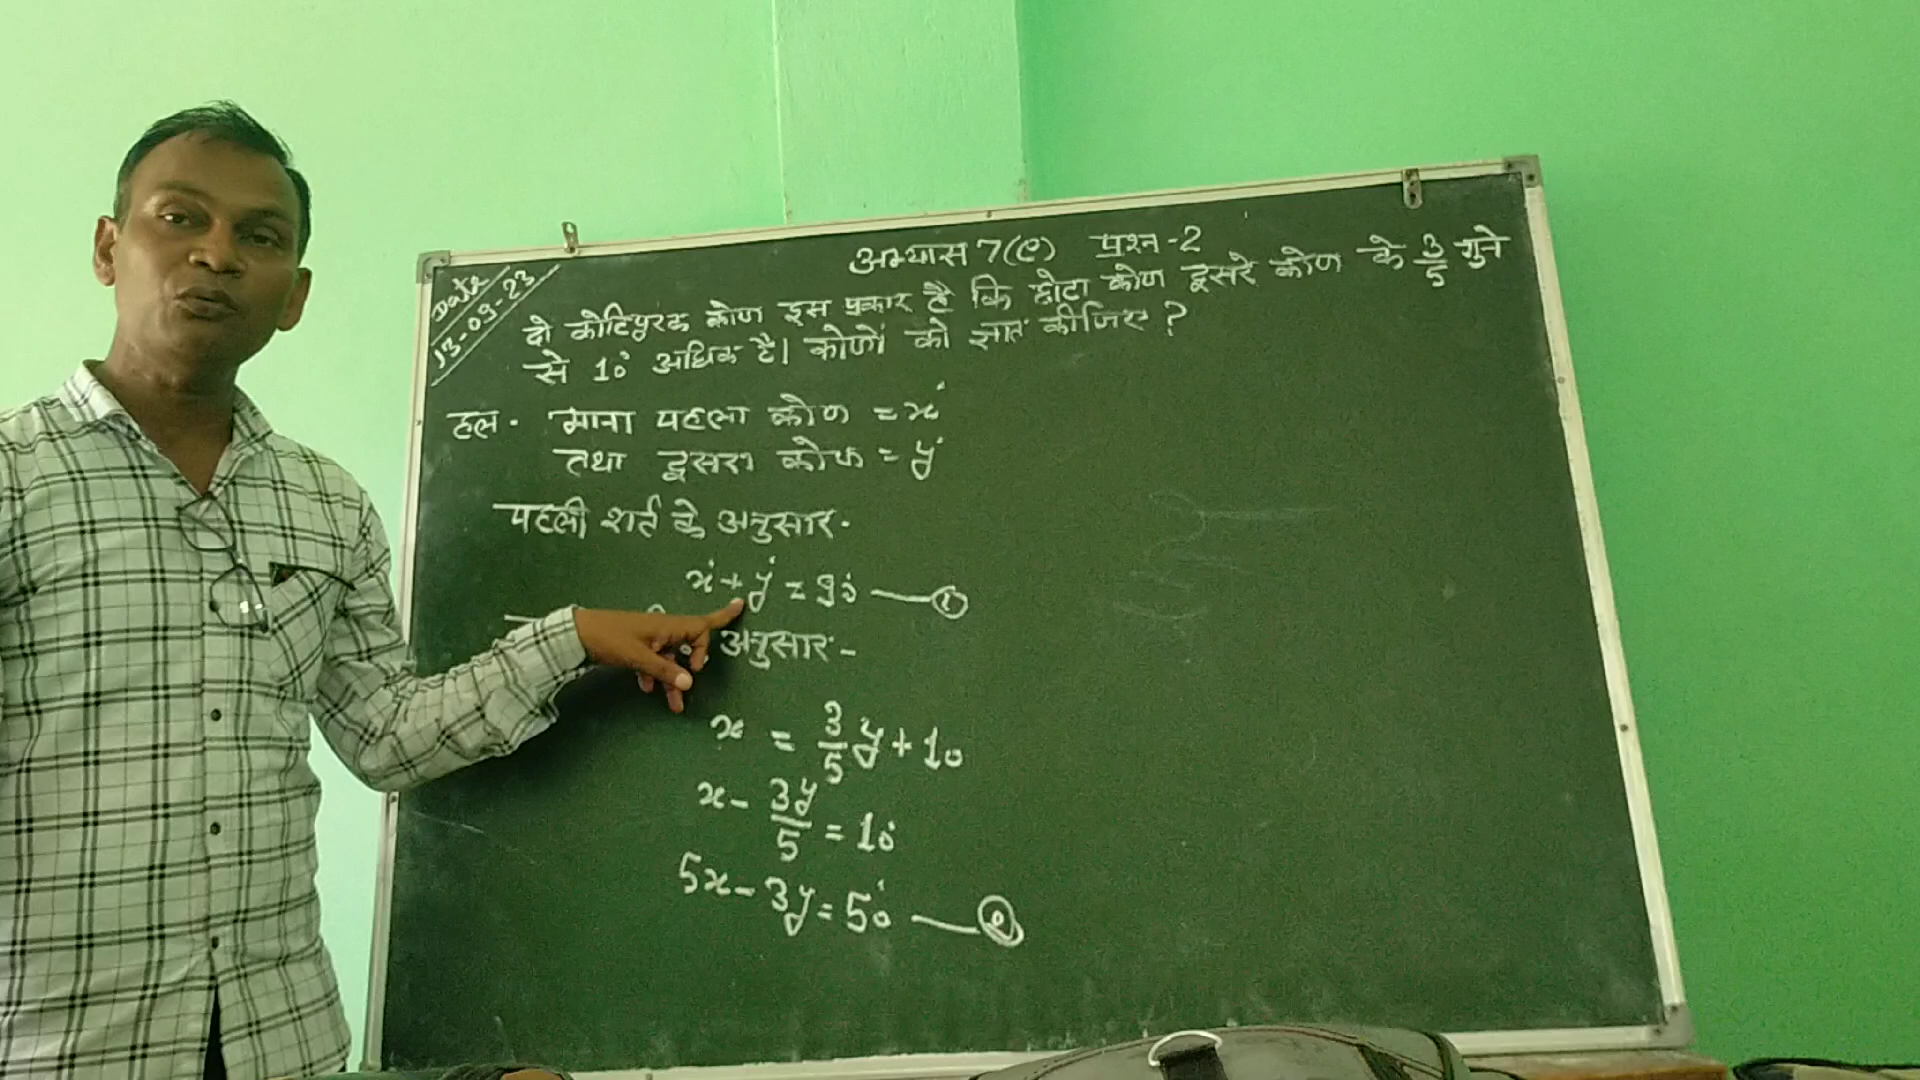 Date
13-09-23
अभ्यास 7(e) प्रश्न-2
दो कोटिपूरक कोण इस प्रकार है कि छोटा कोण दूसरे कोण के 3/5 गुने
से 10° अधिक है। कोणों को ज्ञात कीजिए ?
हल. माना पहला कोण = x°
तथा दूसरा कोण = y°
पहली शर्त के अनुसार.
x° + y° = 90° — ①
अनुसार -
x = 3/5 y + 10
x - 3y/5 = 10°
5x - 3y = 50° — ②